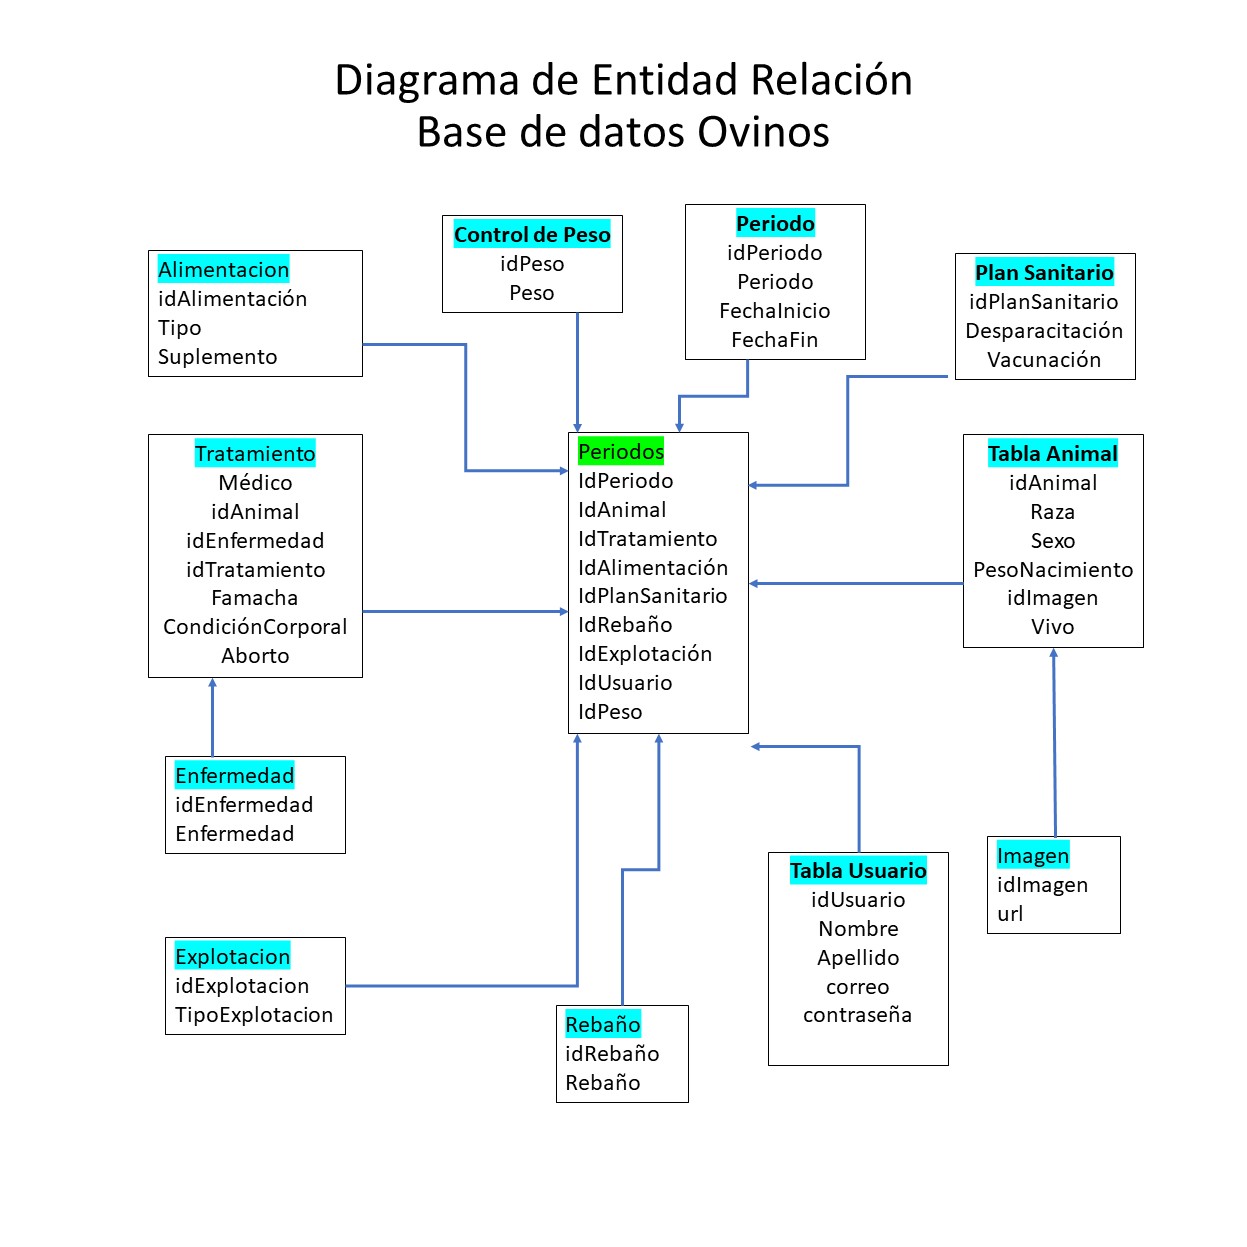 Diagrama de Entidad Relación
Base de datos Ovinos
Alimentacion
idAlimentación
Tipo
Suplemento
Control de Peso
idPeso
Peso
Periodo
idPeriodo
Periodo
FechaInicio
FechaFin
Plan Sanitario
idPlanSanitario
Desparacitación
Vacunación
Tratamiento
Médico
idAnimal
idEnfermedad
idTratamiento
Famacha
CondiciónCorporal
Aborto
Periodos
IdPeriodo
IdAnimal
IdTratamiento
IdAlimentación
IdPlanSanitario
IdRebaño
IdExplotación
IdUsuario
IdPeso
Tabla Animal
idAnimal
Raza
Sexo
PesoNacimiento
idImagen
Vivo
Enfermedad
idEnfermedad
Enfermedad
Explotacion
idExplotacion
TipoExplotacion
Rebaño
idRebaño
Rebaño
Tabla Usuario
idUsuario
Nombre
Apellido
correo
contraseña
Imagen
idImagen
url